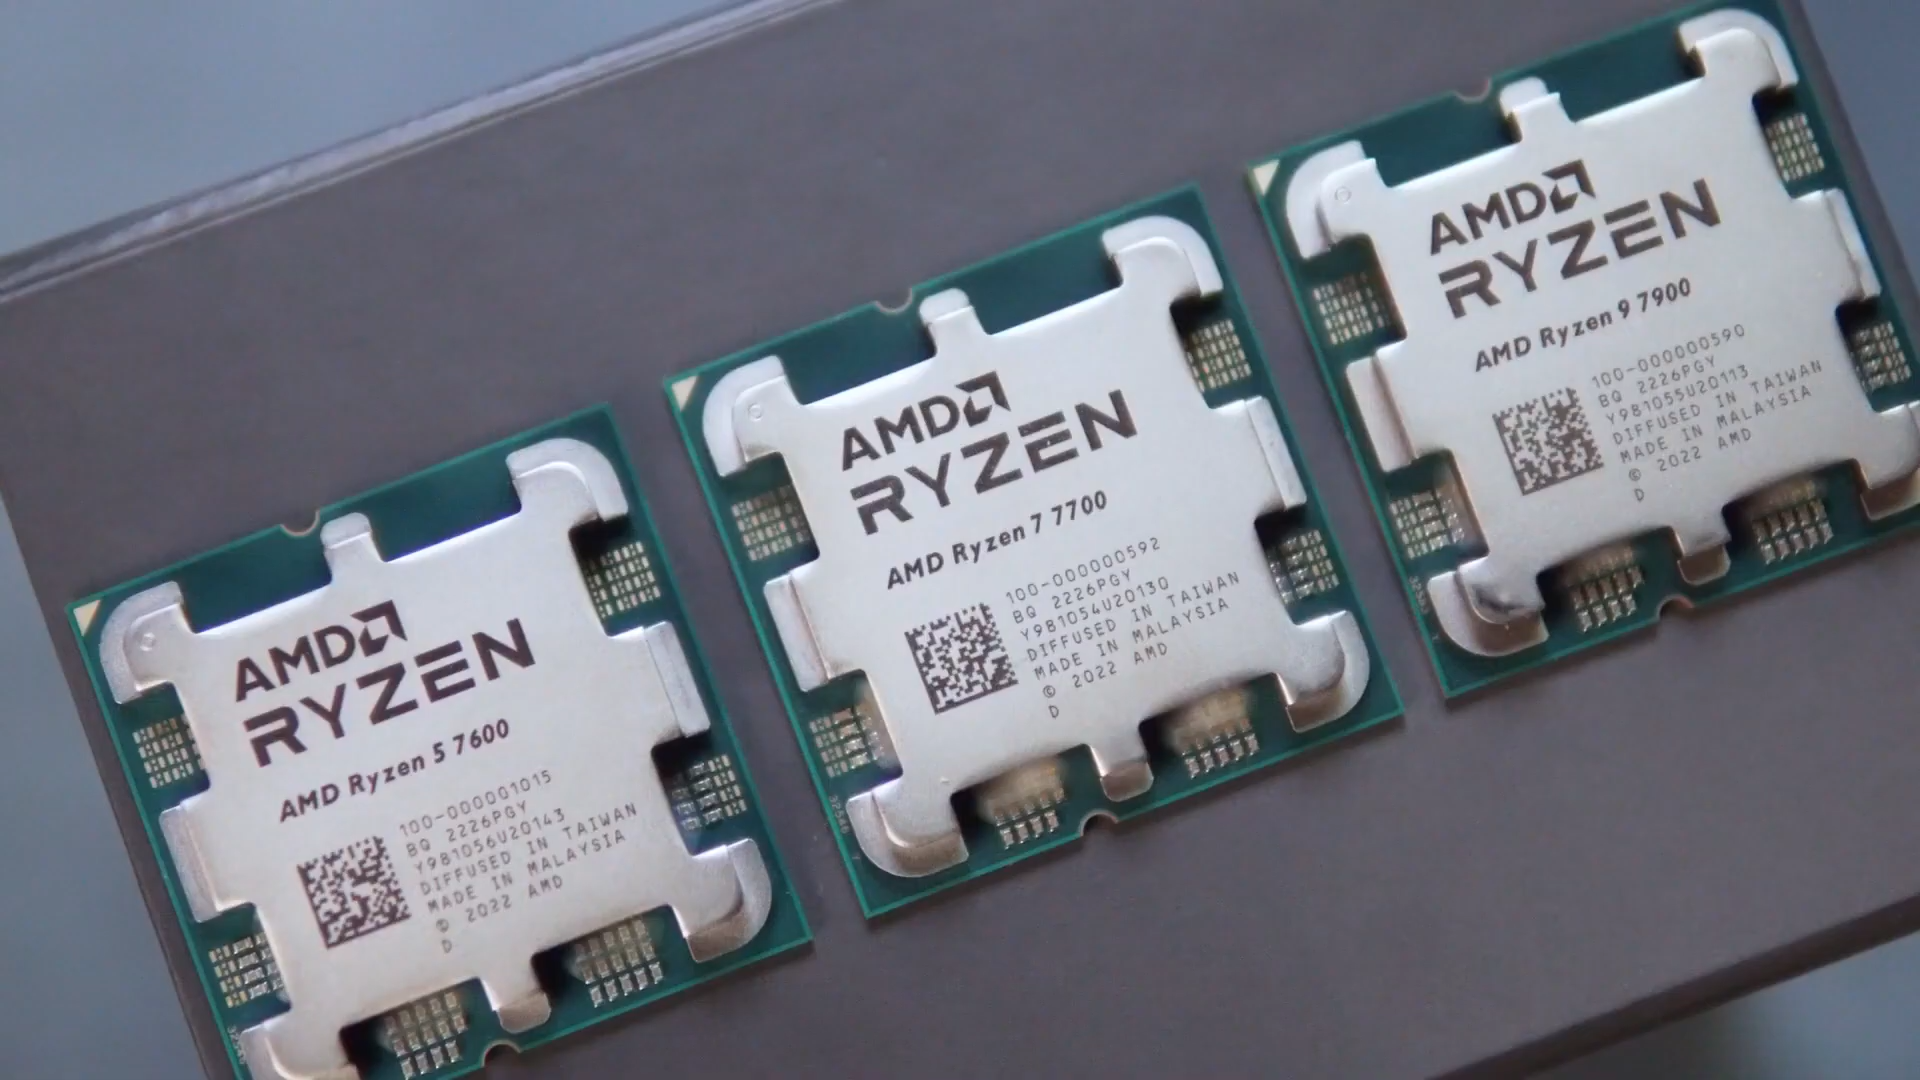 AMD
RYZEN
AMD Ryzen 5 7600
100-000001015
BQ 2226PGY
Y981056U20143
DIFFUSED IN TAIWAN
MADE IN MALAYSIA
© 2022 AMD
D
32546
AMD
RYZEN
AMD Ryzen 7 7700
100-000000592
BQ 2226PGY
Y981054U20130
DIFFUSED IN TAIWAN
MADE IN MALAYSIA
© 2022 AMD
D
32546
AMD
RYZEN
AMD Ryzen 9 7900
100-000000590
BQ 2226PGY
Y981055U20113
DIFFUSED IN TAIWAN
MADE IN MALAYSIA
© 2022 AMD
D